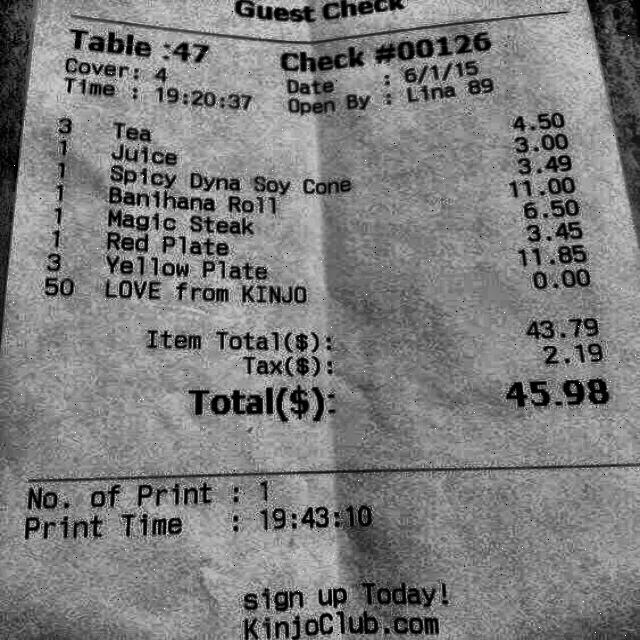 Guest Check
Table :47 Check #00126
Cover: 4 Date : 6/1/15
Time : 19:20:37 Open By : Lina 89
3 Tea 4.50
1 Juice 3.00
1 Spicy Dyna Soy Cone 3.49
1 Banihana Roll 11.00
1 Magic Steak 6.50
1 Red Plate 3.45
3 Yellow Plate 11.85
50 LOVE from KINJO 0.00
Item Total($): 43.79
Tax($): 2.19
Total($): 45.98
No. of Print : 1
Print Time : 19:43:10
sign up Today!
KinjoClub.com